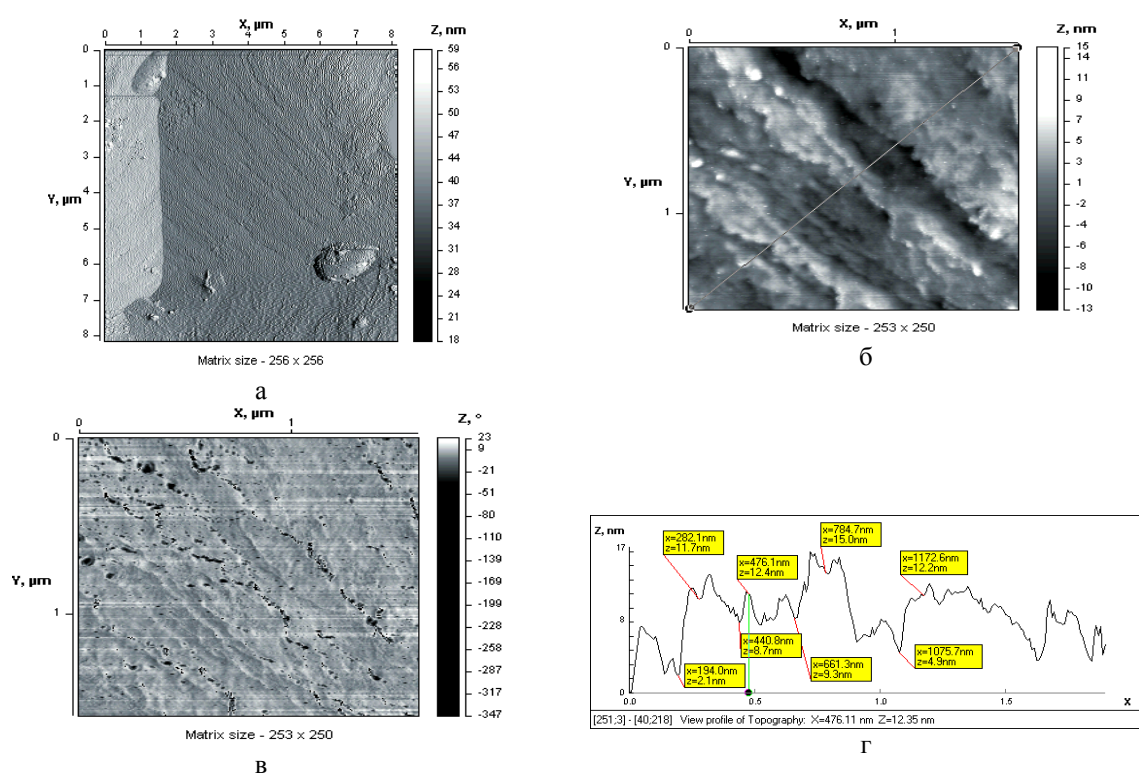 X, µm
Z, nm
0 1 2 3 4 5 6 7 8
59
56
53
50
47
44
40
37
34
31
28
24
21
18
0
1
2
3
4
5
6
7
8
Y, µm
Matrix size - 256 x 256
а
X, µm
Z, nm
0 1
15
14
11
9
7
5
2
-1
-2
-5
-8
-10
-13
0
1
Y, µm
Matrix size - 253 x 250
б
X, µm
Z, °
0 1
23
9
-21
-51
-80
-110
-139
-169
-199
-228
-258
-287
-317
-347
0
1
Y, µm
Matrix size - 253 x 250
в
Z, nm
17
8
0
x=282.1nm
z=11.7nm
x=476.1nm
z=12.4nm
x=784.7nm
z=15.0nm
x=1172.6nm
z=12.2nm
x=194.0nm
z=2.1nm
x=440.8nm
z=8.7nm
x=661.3nm
z=9.3nm
x=1075.7nm
z=4.9nm
0.0 0.5 1.0 1.5 X
[251;3] - [40;218] View profile of Topography: X=476.11 nm Z=12.35 nm
г